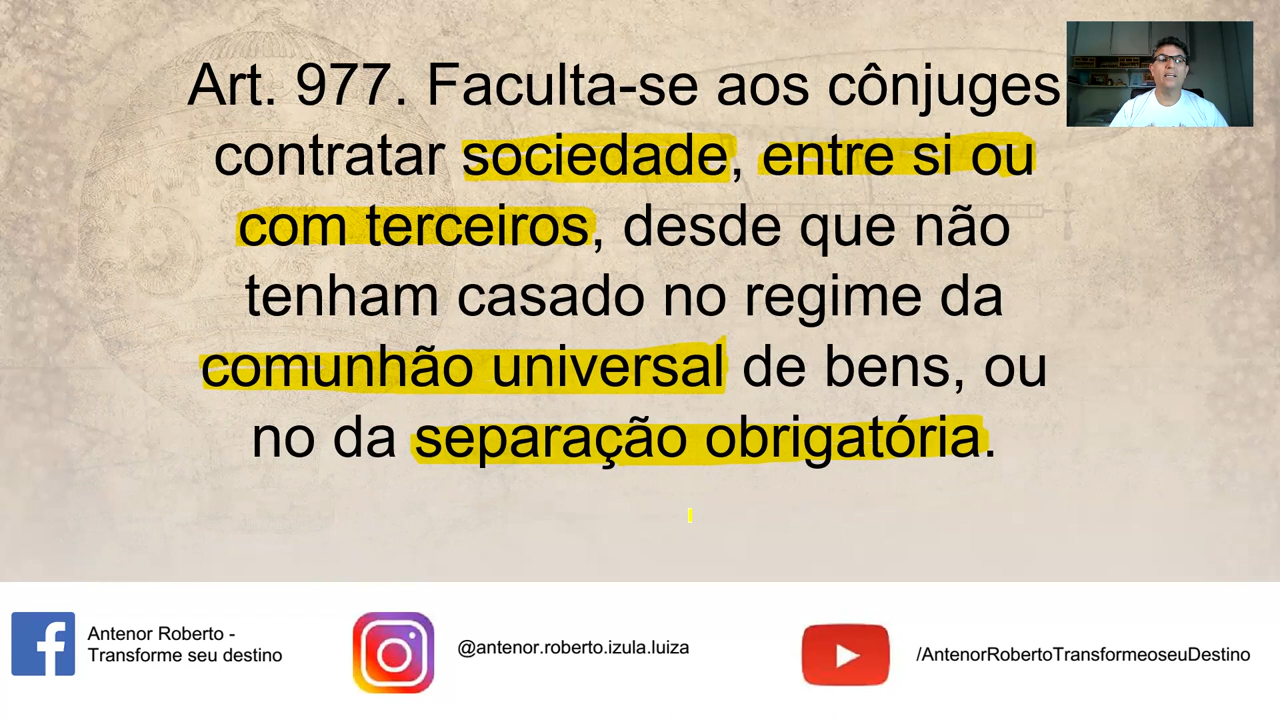 Art. 977. Faculta-se aos cônjuges
contratar sociedade, entre si ou
com terceiros, desde que não
tenham casado no regime da
comunhão universal de bens, ou
no da separação obrigatória.
Antenor Roberto -
Transforme seu destino
@antenor.roberto.izula.luiza
/AntenorRobertoTransformeoseuDestino